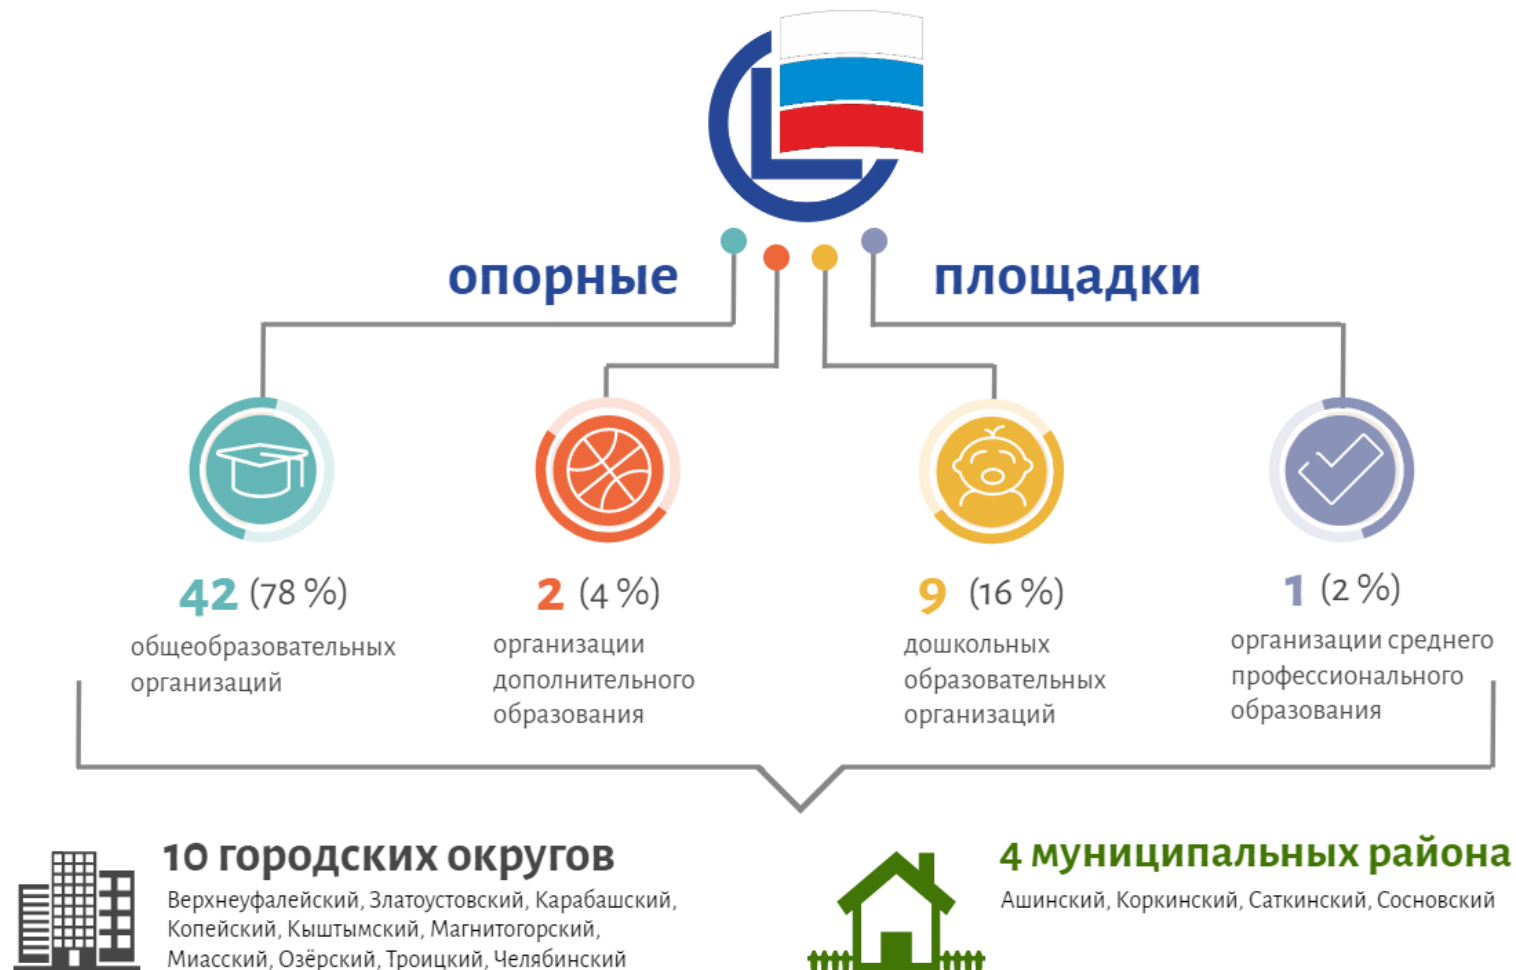 опорные площадки
42 (78 %)
общеобразовательных
организаций
2 (4 %)
организации
дополнительного
образования
9 (16 %)
дошкольных
образовательных
организаций
1 (2 %)
организации среднего
профессионального
образования
10 городских округов
Верхнеуфалейский, Златоустовский, Карабашский,
Копейский, Кыштымский, Магнитогорский,
Миасский, Озёрский, Троицкий, Челябинский
4 муниципальных района
Ашинский, Коркинский, Саткинский, Сосновский